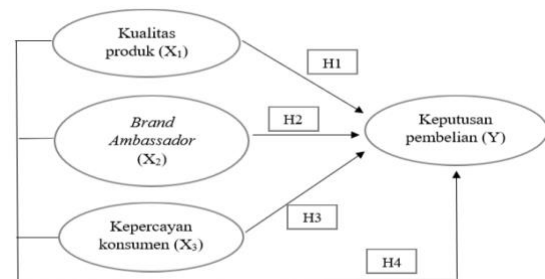 Kualitas
produk (X₁)
H1
Brand
Ambassador
(X₂)
H2
Keputusan
pembelian (Y)
Kepercayan
konsumen (X₃)
H3
H4